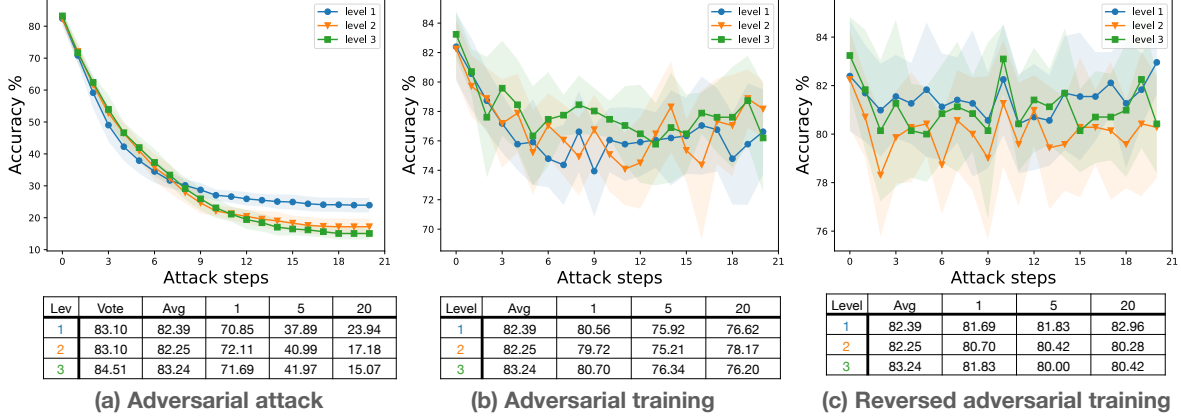 80
70
60
50
40
30
20
10
Accuracy %
level 1
level 2
level 3
0 3 6 9 12 15 18 21
Attack steps
Lev Vote Avg 1 5 20
1 83.10 82.39 70.85 37.89 23.94
2 83.10 82.25 72.11 40.99 17.18
3 84.51 83.24 71.69 41.97 15.07
(a) Adversarial attack
84
82
80
78
76
74
72
70
Accuracy %
level 1
level 2
level 3
0 3 6 9 12 15 18 21
Attack steps
Level Avg 1 5 20
1 82.39 80.56 75.92 76.62
2 82.25 79.72 75.21 78.17
3 83.24 80.70 76.34 76.20
(b) Adversarial training
84
82
80
78
76
Accuracy %
level 1
level 2
level 3
0 3 6 9 12 15 18 21
Attack steps
Level Avg 1 5 20
1 82.39 81.69 81.83 82.96
2 82.25 80.70 80.42 80.28
3 83.24 81.83 80.00 80.42
(c) Reversed adversarial training